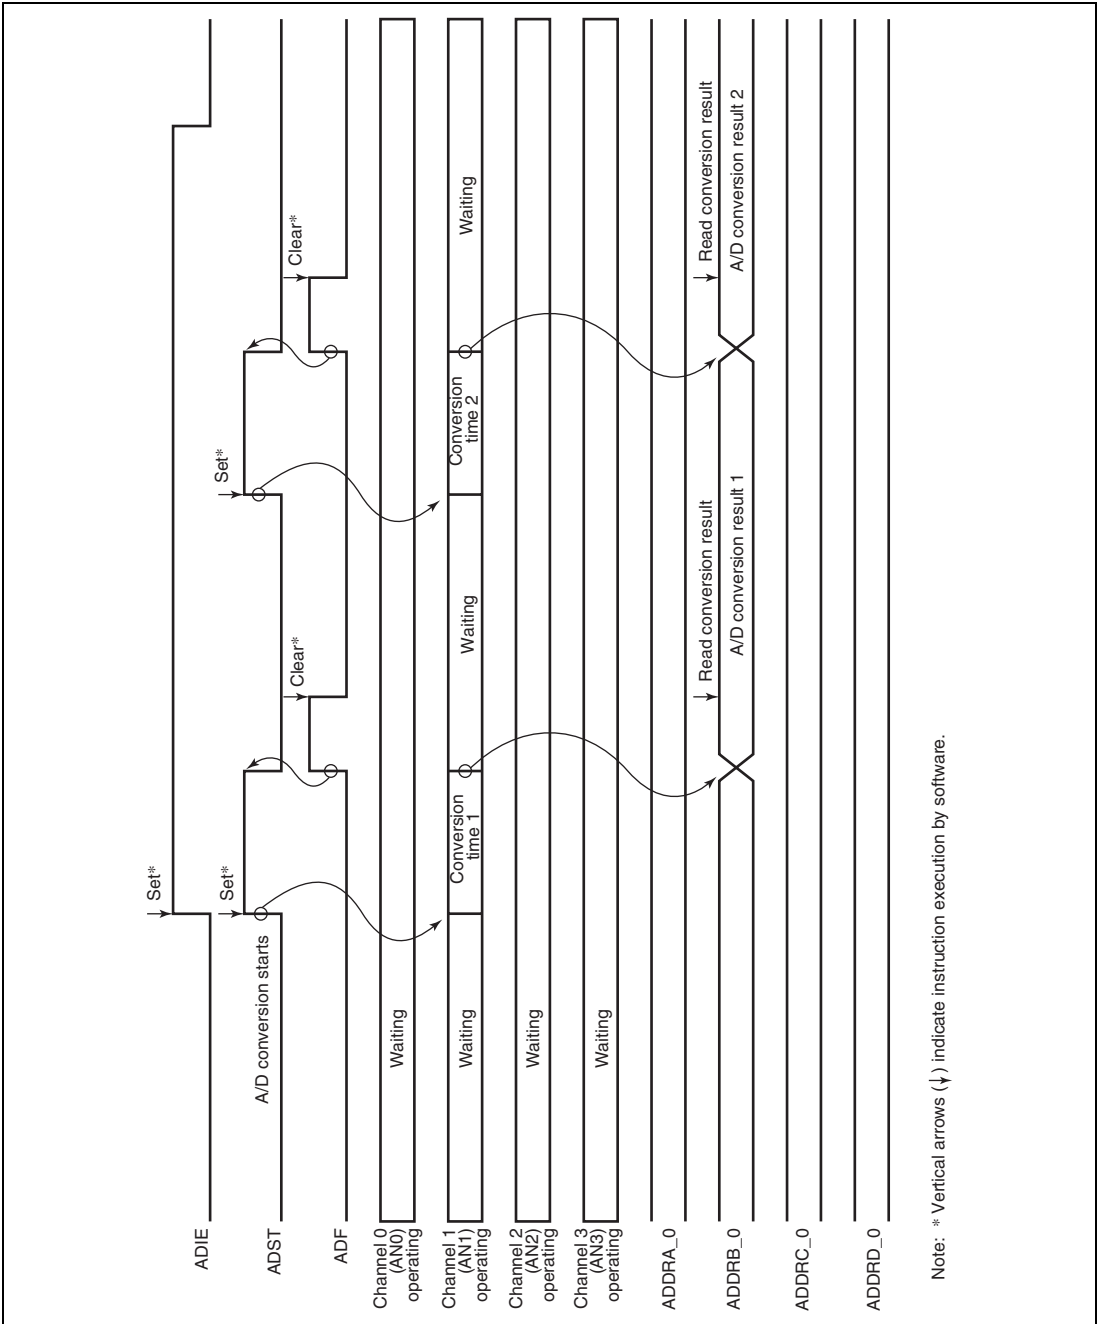 ADIE
Set*
ADST
A/D conversion starts
Set*
Set*
ADF
Clear*
Clear*
Channel 0
(AN0)
operating
Waiting
Channel 1
(AN1)
operating
Waiting
Conversion
time 1
Waiting
Conversion
time 2
Waiting
Channel 2
(AN2)
operating
Waiting
Channel 3
(AN3)
operating
Waiting
ADDRA_0
Read conversion result
Read conversion result
ADDRB_0
A/D conversion result 1
A/D conversion result 2
ADDRC_0
ADDRD_0
Note: * Vertical arrows (↓) indicate instruction execution by software.